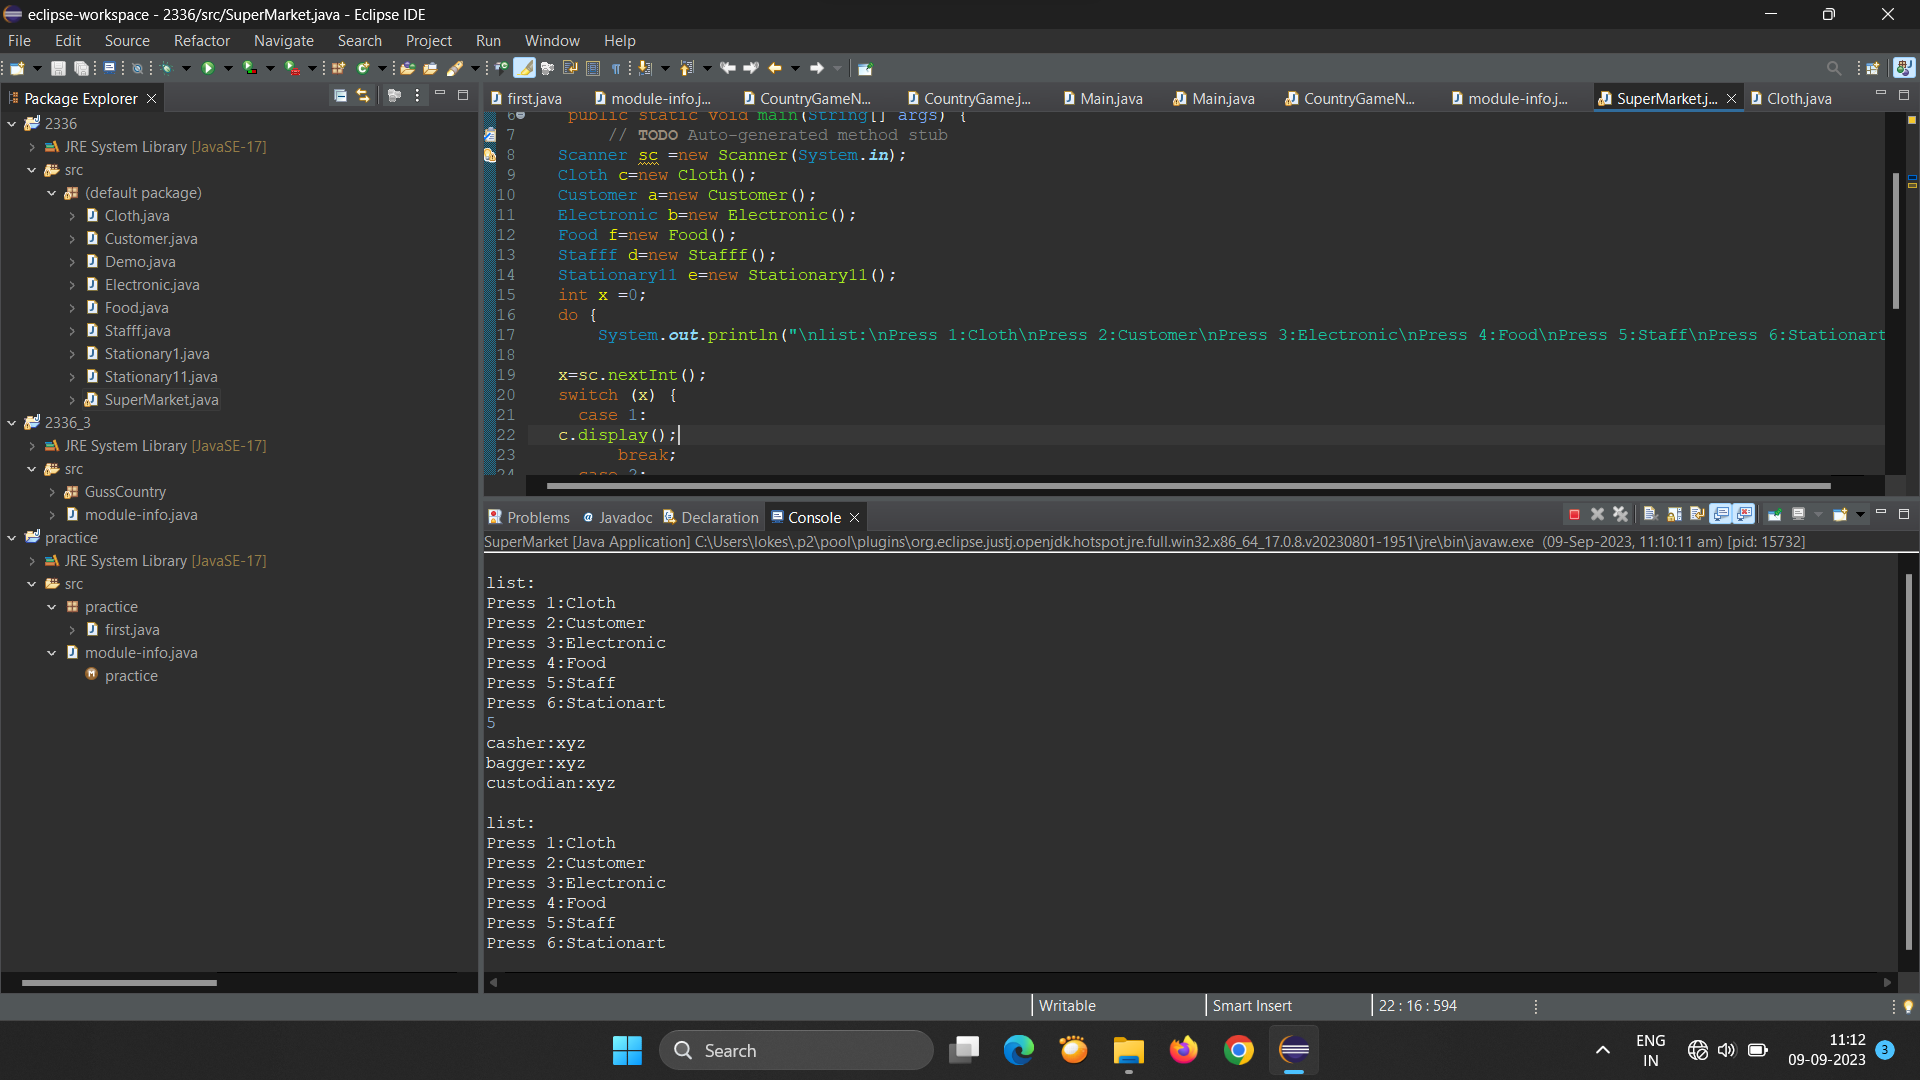 eclipse-workspace - 2336/src/SuperMarket.java - Eclipse IDE
File Edit Source Refactor Navigate Search Project Run Window Help
Package Explorer
2336
JRE System Library [JavaSE-17]
src
(default package)
Cloth.java
Customer.java
Demo.java
Electronic.java
Food.java
Stafff.java
Stationary1.java
Stationary11.java
SuperMarket.java
2336_3
JRE System Library [JavaSE-17]
src
GussCountry
module-info.java
practice
JRE System Library [JavaSE-17]
src
practice
first.java
module-info.java
practice
first.java module-info.j... CountryGameN... CountryGame.j... Main.java Main.java CountryGameN... module-info.j... SuperMarket.j... Cloth.java
6 public static void main(String[] args) {
7 // TODO Auto-generated method stub
8 Scanner sc =new Scanner(System.in);
9 Cloth c=new Cloth();
10 Customer a=new Customer();
11 Electronic b=new Electronic();
12 Food f=new Food();
13 Stafff d=new Stafff();
14 Stationary11 e=new Stationary11();
15 int x =0;
16 do {
17 System.out.println("\nlist:\nPress 1:Cloth\nPress 2:Customer\nPress 3:Electronic\nPress 4:Food\nPress 5:Staff\nPress 6:Stationart
18
19 x=sc.nextInt();
20 switch (x) {
21 case 1:
22 c.display();
23 break;
24 case 2:
Problems Javadoc Declaration Console
SuperMarket [Java Application] C:\Users\lokes\.p2\pool\plugins\org.eclipse.justj.openjdk.hotspot.jre.full.win32.x86_64_17.0.8.v20230801-1951\jre\bin\javaw.exe (09-Sep-2023, 11:10:11 am) [pid: 15732]
list:
Press 1:Cloth
Press 2:Customer
Press 3:Electronic
Press 4:Food
Press 5:Staff
Press 6:Stationart
5
casher:xyz
bagger:xyz
custodian:xyz
list:
Press 1:Cloth
Press 2:Customer
Press 3:Electronic
Press 4:Food
Press 5:Staff
Press 6:Stationart
Writable Smart Insert 22 : 16 : 594
Search
ENG
IN
11:12
09-09-2023
3